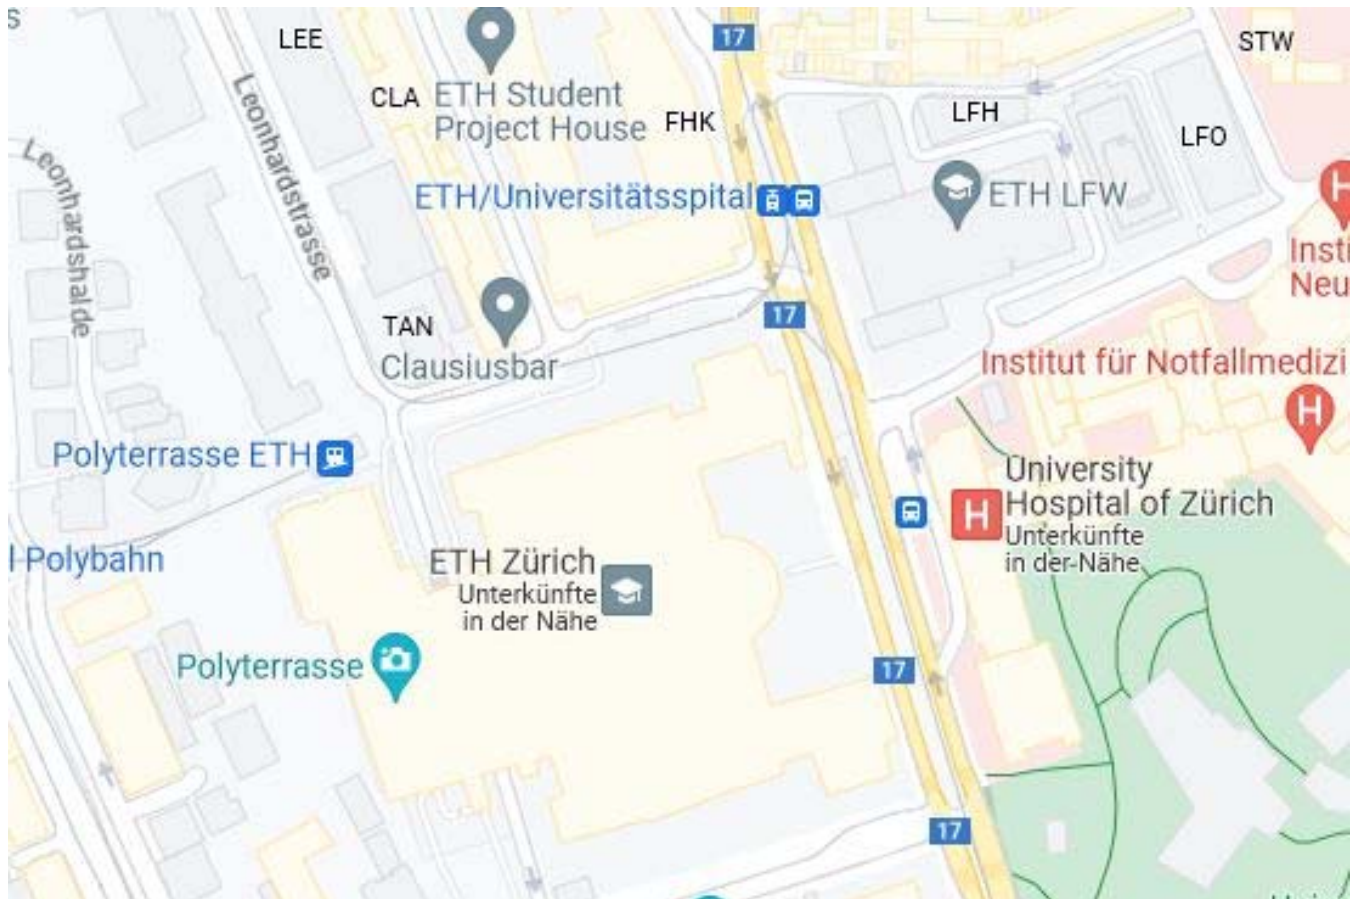 s
LEE
17
STW
CLA
ETH Student
Project House
FHK
LFH
LFO
Leonhardstrasse
Leonhardshalde
ETH/Universitätsspital
ETH LFW
H
Insti
Neu
TAN
Clausiusbar
17
Institut für Notfallmedizi
H
Polyterrasse ETH
University
Hospital of Zürich
Unterkünfte
in der Nähe
H
l Polybahn
ETH Zürich
Unterkünfte
in der Nähe
Polyterrasse
17
17